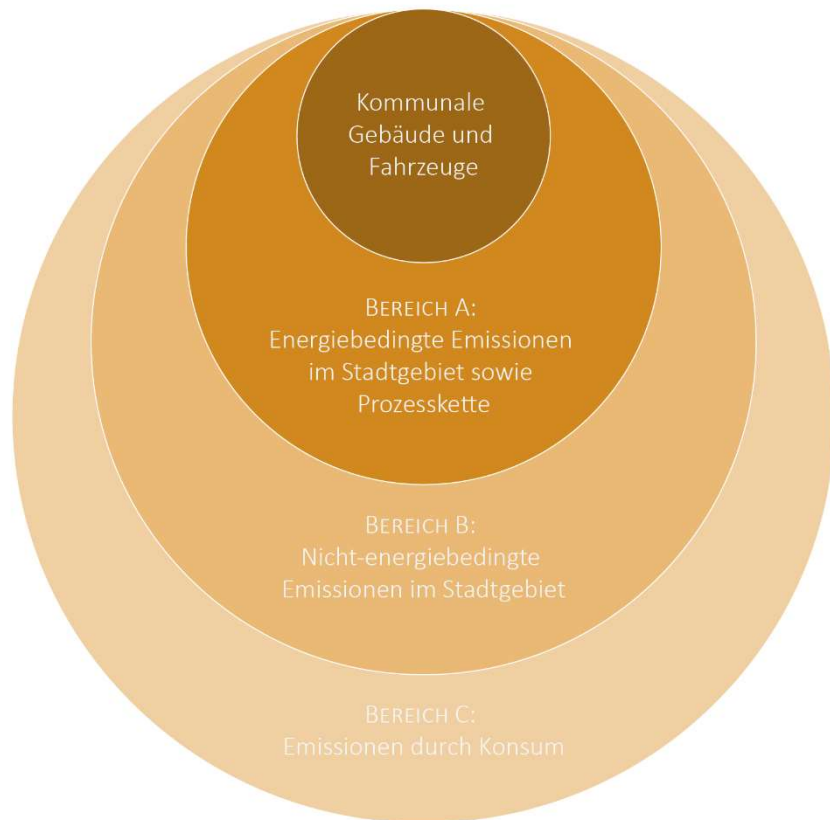 Kommunale
Gebäude und
Fahrzeuge
BEREICH A:
Energiebedingte Emissionen
im Stadtgebiet sowie
Prozesskette
BEREICH B:
Nicht-energiebedingte
Emissionen im Stadtgebiet
BEREICH C:
Emissionen durch Konsum